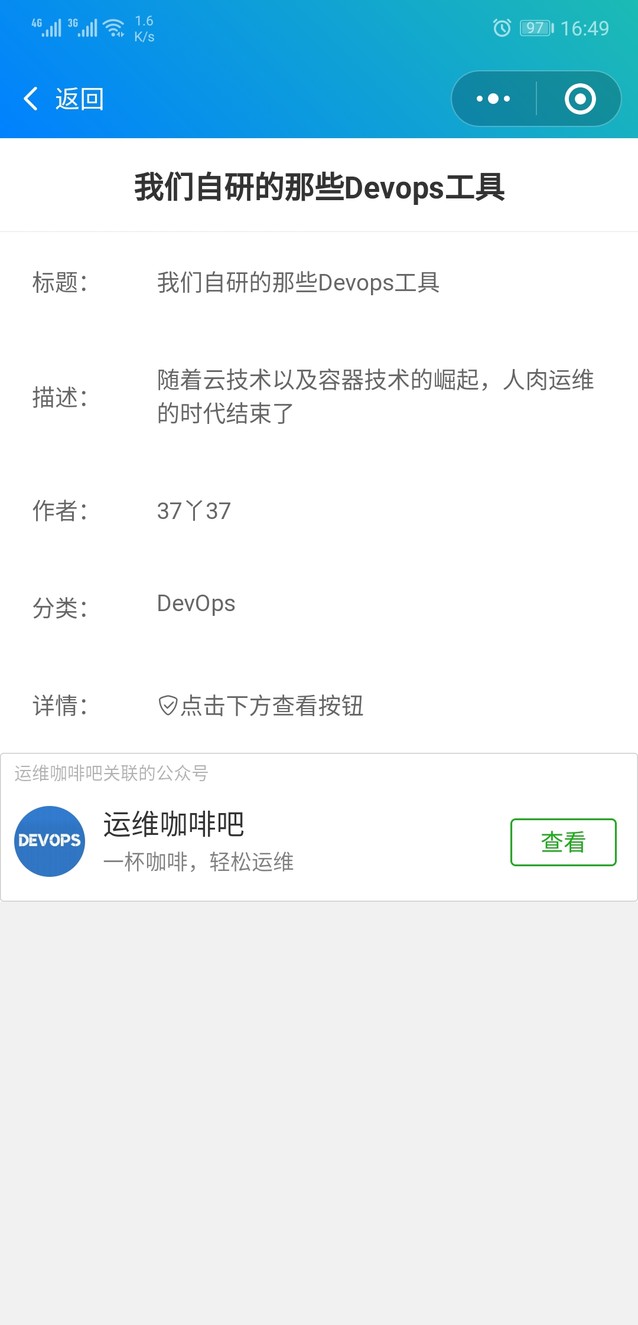 4G 3G 1.6 K/s 97 16:49
返回
我们自研的那些Devops工具
标题： 我们自研的那些Devops工具
描述： 随着云技术以及容器技术的崛起，人肉运维
的时代结束了
作者： 37丫37
分类： DevOps
详情： 点击下方查看按钮
运维咖啡吧关联的公众号
DEVOPS 运维咖啡吧
一杯咖啡，轻松运维
查看